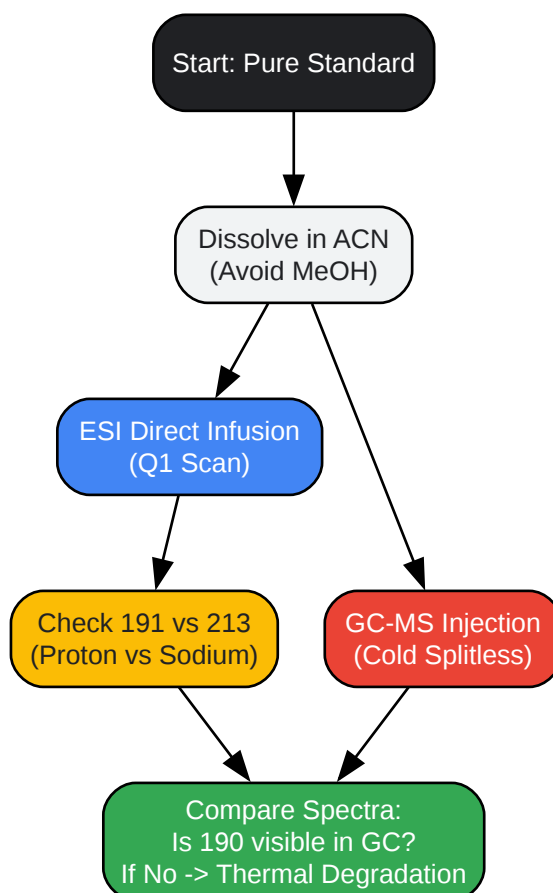 Start: Pure Standard
Dissolve in ACN
(Avoid MeOH)
ESI Direct Infusion
(Q1 Scan)
Check 191 vs 213
(Proton vs Sodium)
GC-MS Injection
(Cold Splitless)
Compare Spectra:
Is 190 visible in GC?
If No -> Thermal Degradation